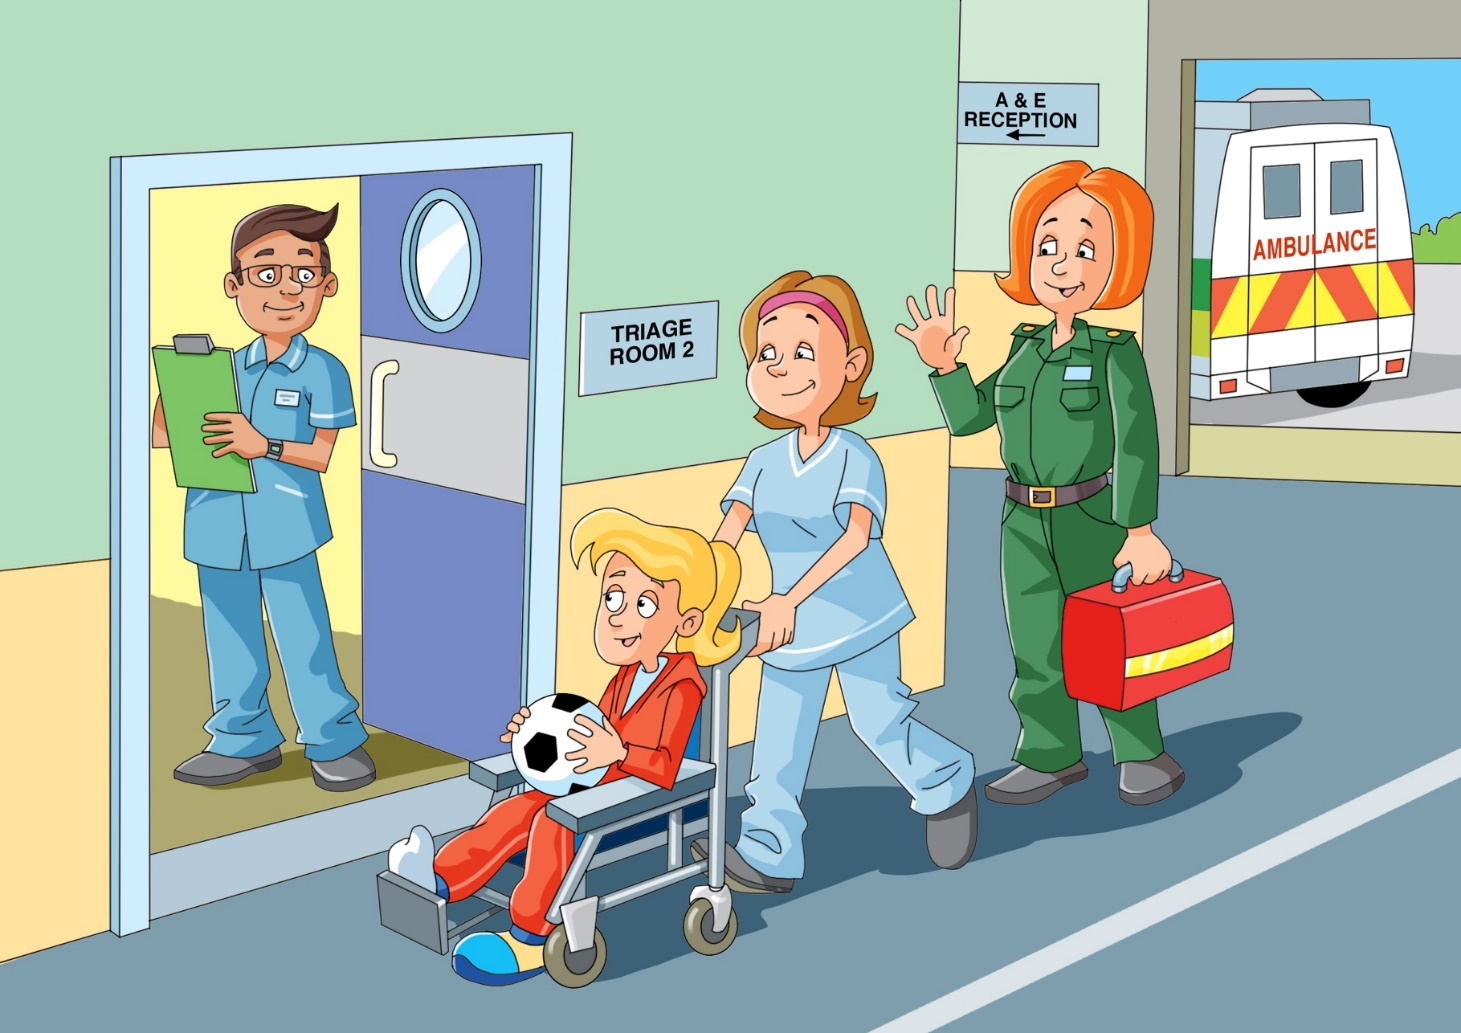 A & E
RECEPTION
AMBULANCE
TRIAGE
ROOM 2